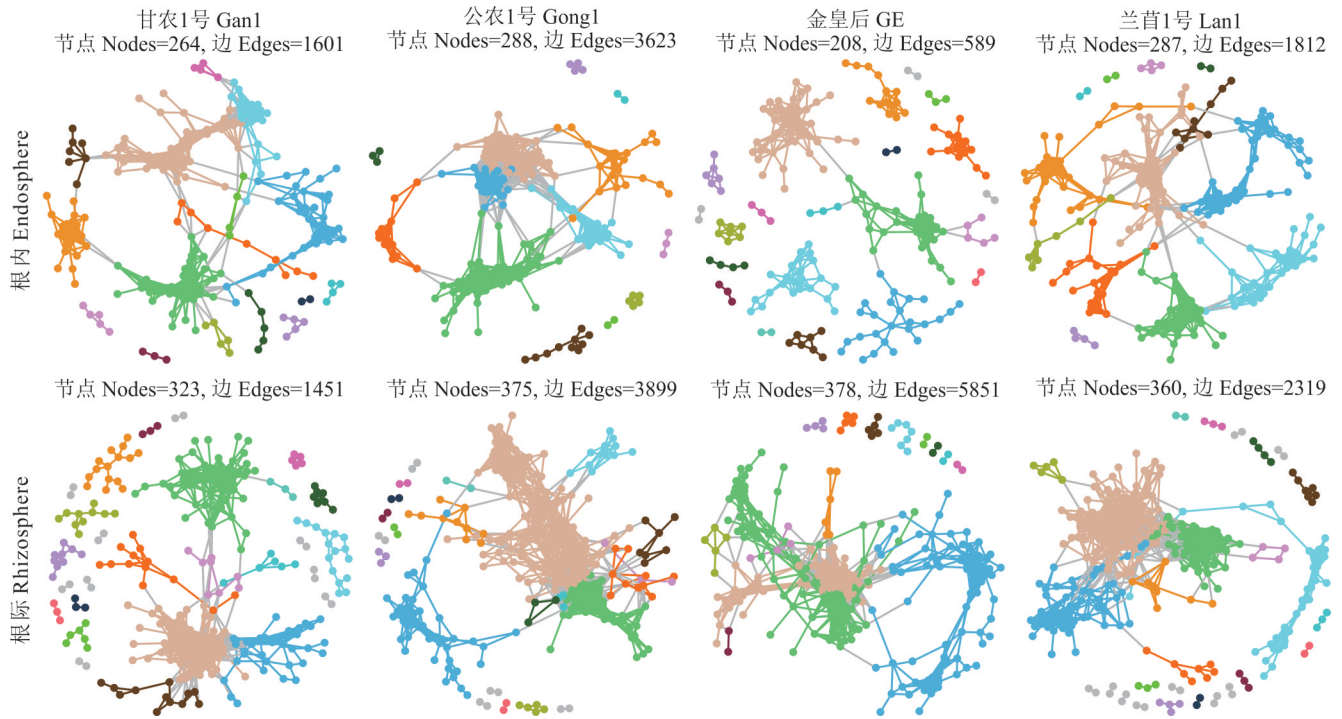 甘农1号 Gan1
节点 Nodes=264, 边 Edges=1601
公农1号 Gong1
节点 Nodes=288, 边 Edges=3623
金皇后 GE
节点 Nodes=208, 边 Edges=589
兰苜1号 Lan1
节点 Nodes=287, 边 Edges=1812
根内 Endosphere
节点 Nodes=323, 边 Edges=1451
节点 Nodes=375, 边 Edges=3899
节点 Nodes=378, 边 Edges=5851
节点 Nodes=360, 边 Edges=2319
根际 Rhizosphere